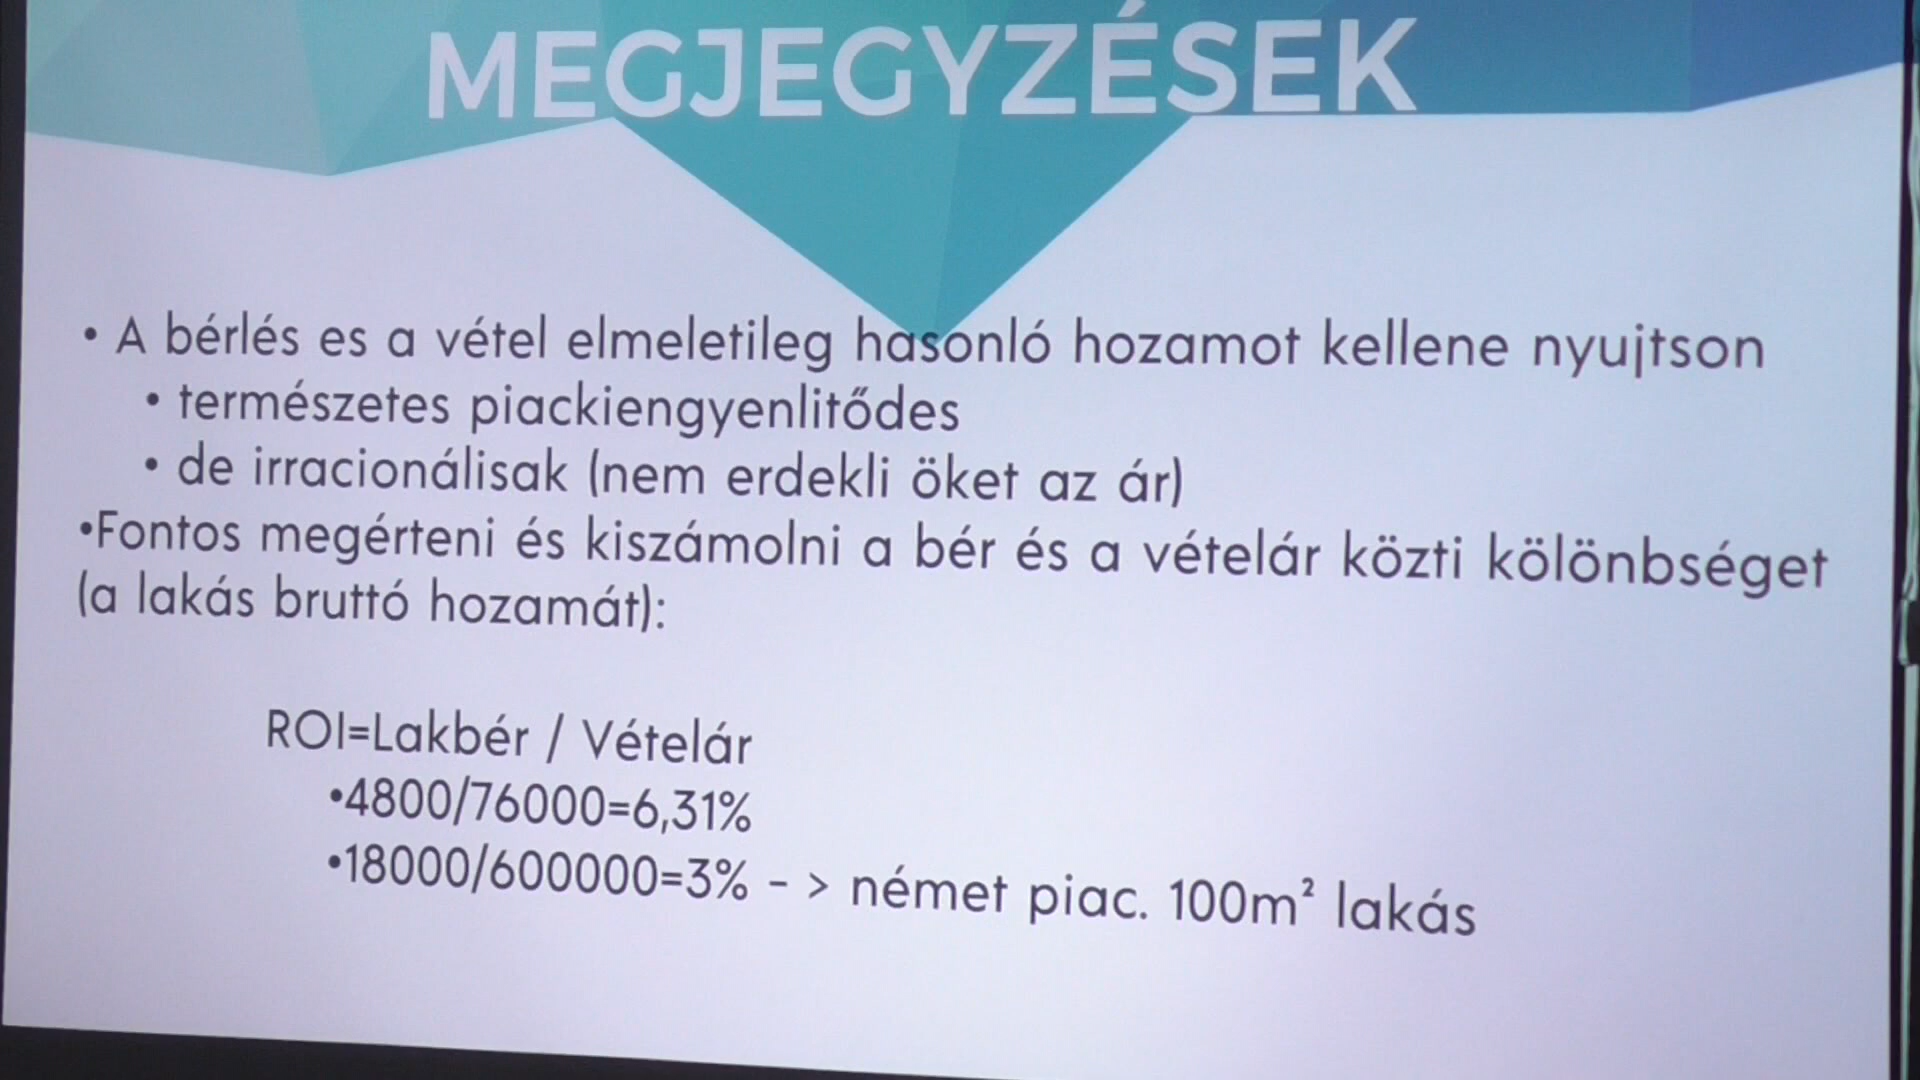 MEGJEGYZÉSEK
• A bérlés es a vétel elmeletileg hasonló hozamot kellene nyujtson
• természetes piackiengyenlitődes
• de irracionálisak (nem erdekli öket az ár)
•Fontos megérteni és kiszámolni a bér és a vételár közti kölönbséget
(a lakás bruttó hozamát):
ROI=Lakbér / Vételár
•4800/76000=6,31%
•18000/600000=3% - > német piac. 100m² lakás